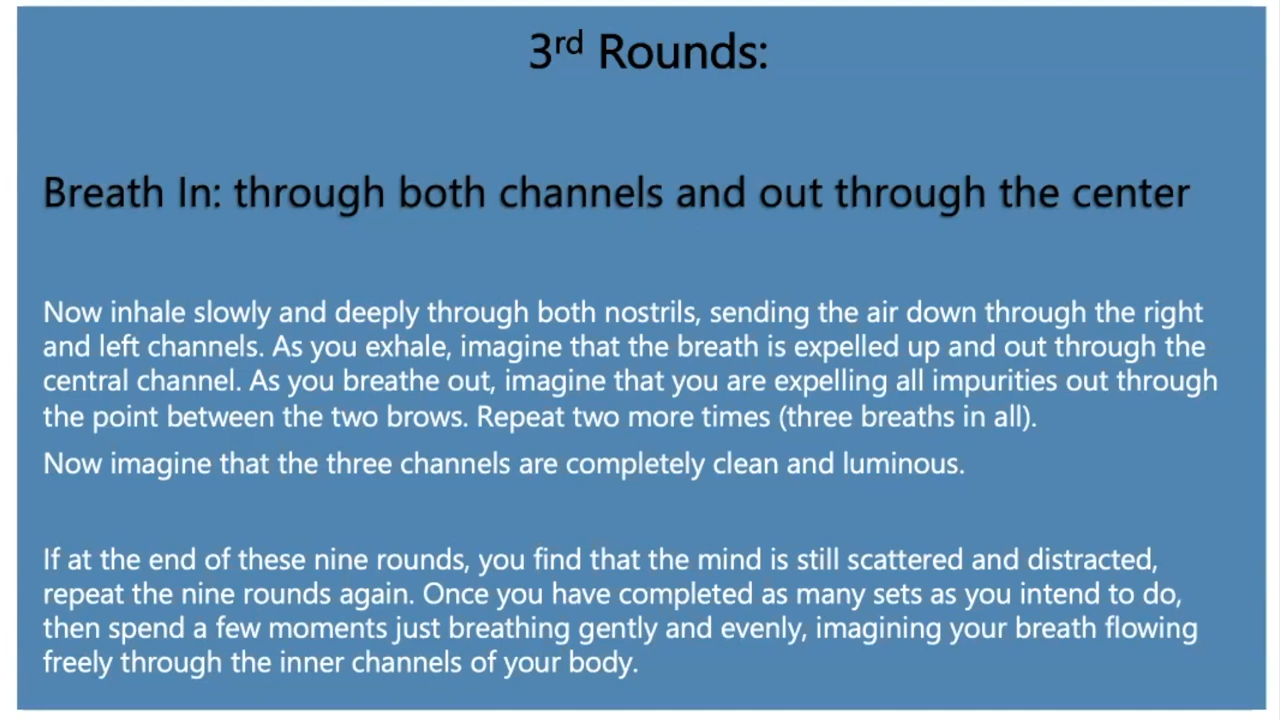 3rd Rounds:
Breath In: through both channels and out through the center
Now inhale slowly and deeply through both nostrils, sending the air down through the right
and left channels. As you exhale, imagine that the breath is expelled up and out through the
central channel. As you breathe out, imagine that you are expelling all impurities out through
the point between the two brows. Repeat two more times (three breaths in all).
Now imagine that the three channels are completely clean and luminous.
If at the end of these nine rounds, you find that the mind is still scattered and distracted,
repeat the nine rounds again. Once you have completed as many sets as you intend to do,
then spend a few moments just breathing gently and evenly, imagining your breath flowing
freely through the inner channels of your body.